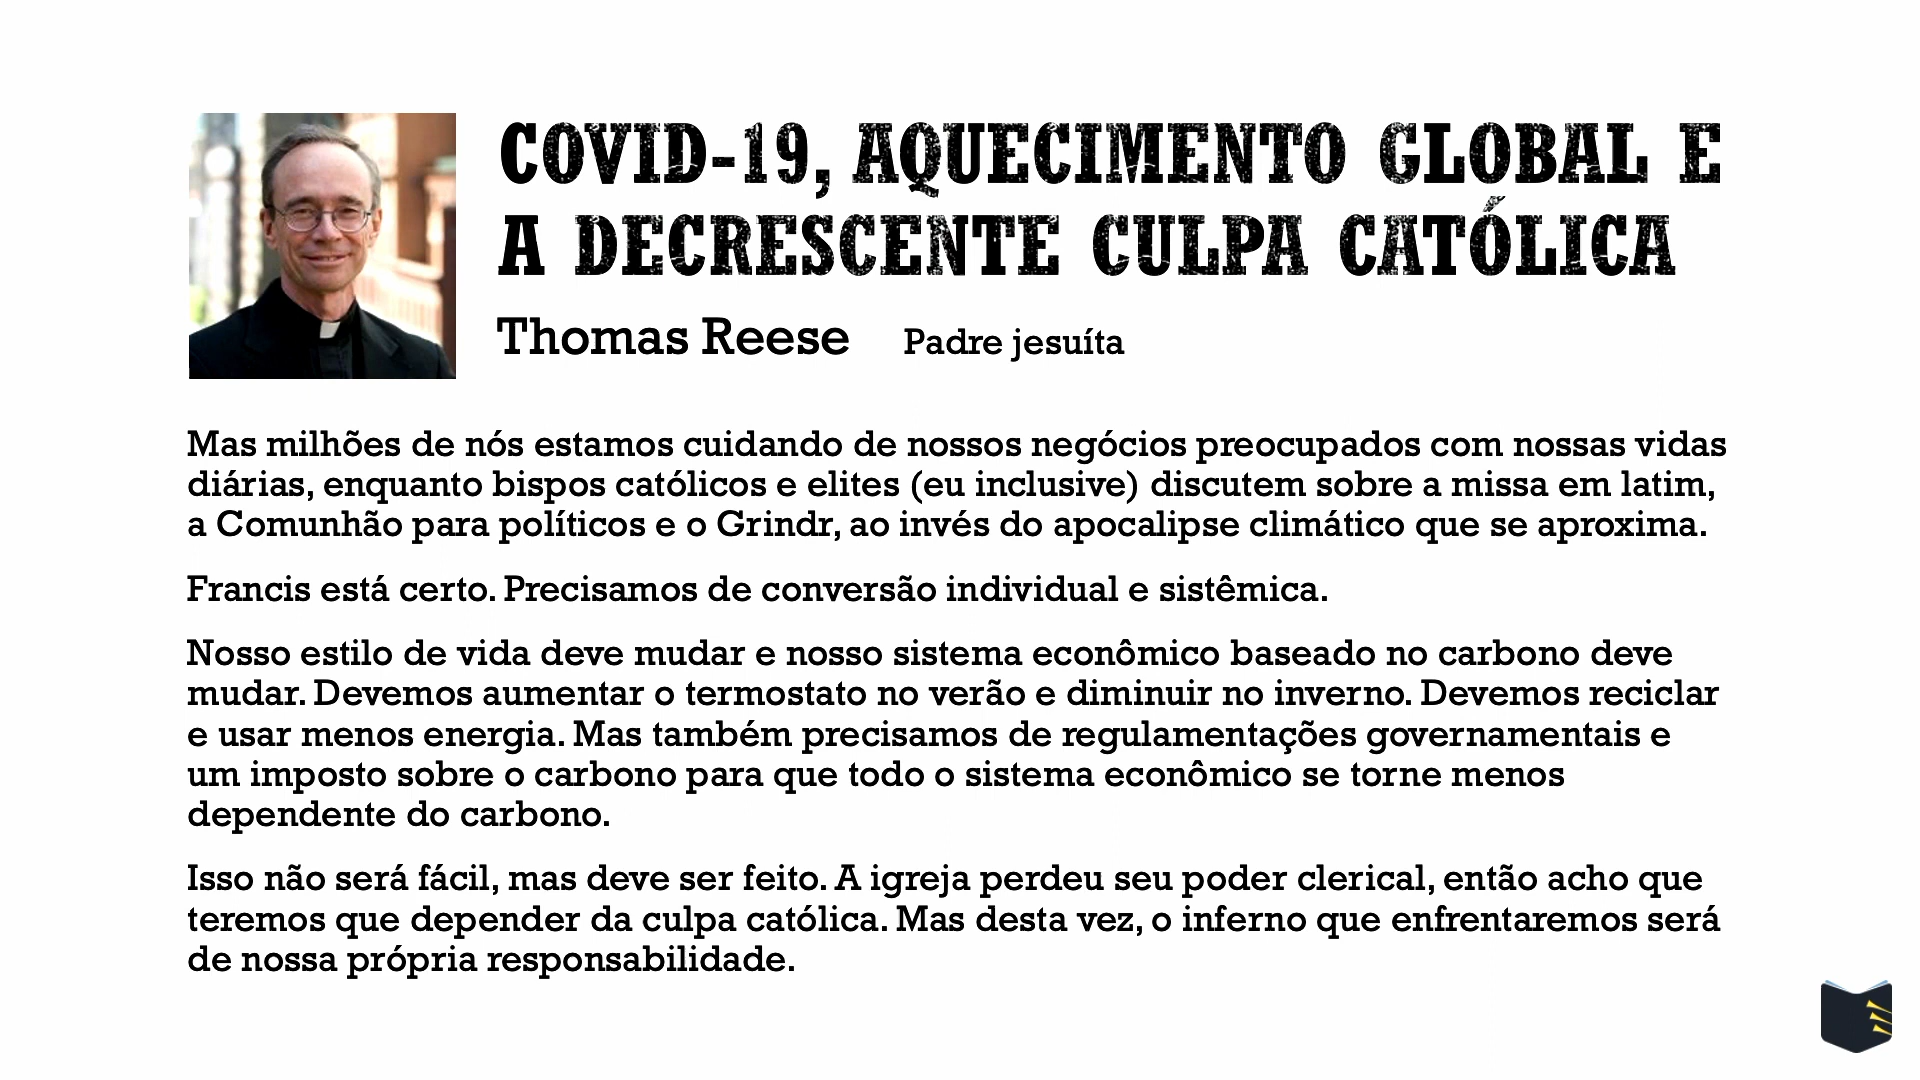 COVID-19, AQUECIMENTO GLOBAL E
A DECRESCENTE CULPA CATÓLICA
Thomas Reese Padre jesuíta
Mas milhões de nós estamos cuidando de nossos negócios preocupados com nossas vidas
diárias, enquanto bispos católicos e elites (eu inclusive) discutem sobre a missa em latim,
a Comunhão para políticos e o Grindr, ao invés do apocalipse climático que se aproxima.
Francis está certo. Precisamos de conversão individual e sistêmica.
Nosso estilo de vida deve mudar e nosso sistema econômico baseado no carbono deve
mudar. Devemos aumentar o termostato no verão e diminuir no inverno. Devemos reciclar
e usar menos energia. Mas também precisamos de regulamentações governamentais e
um imposto sobre o carbono para que todo o sistema econômico se torne menos
dependente do carbono.
Isso não será fácil, mas deve ser feito. A igreja perdeu seu poder clerical, então acho que
teremos que depender da culpa católica. Mas desta vez, o inferno que enfrentaremos será
de nossa própria responsabilidade.